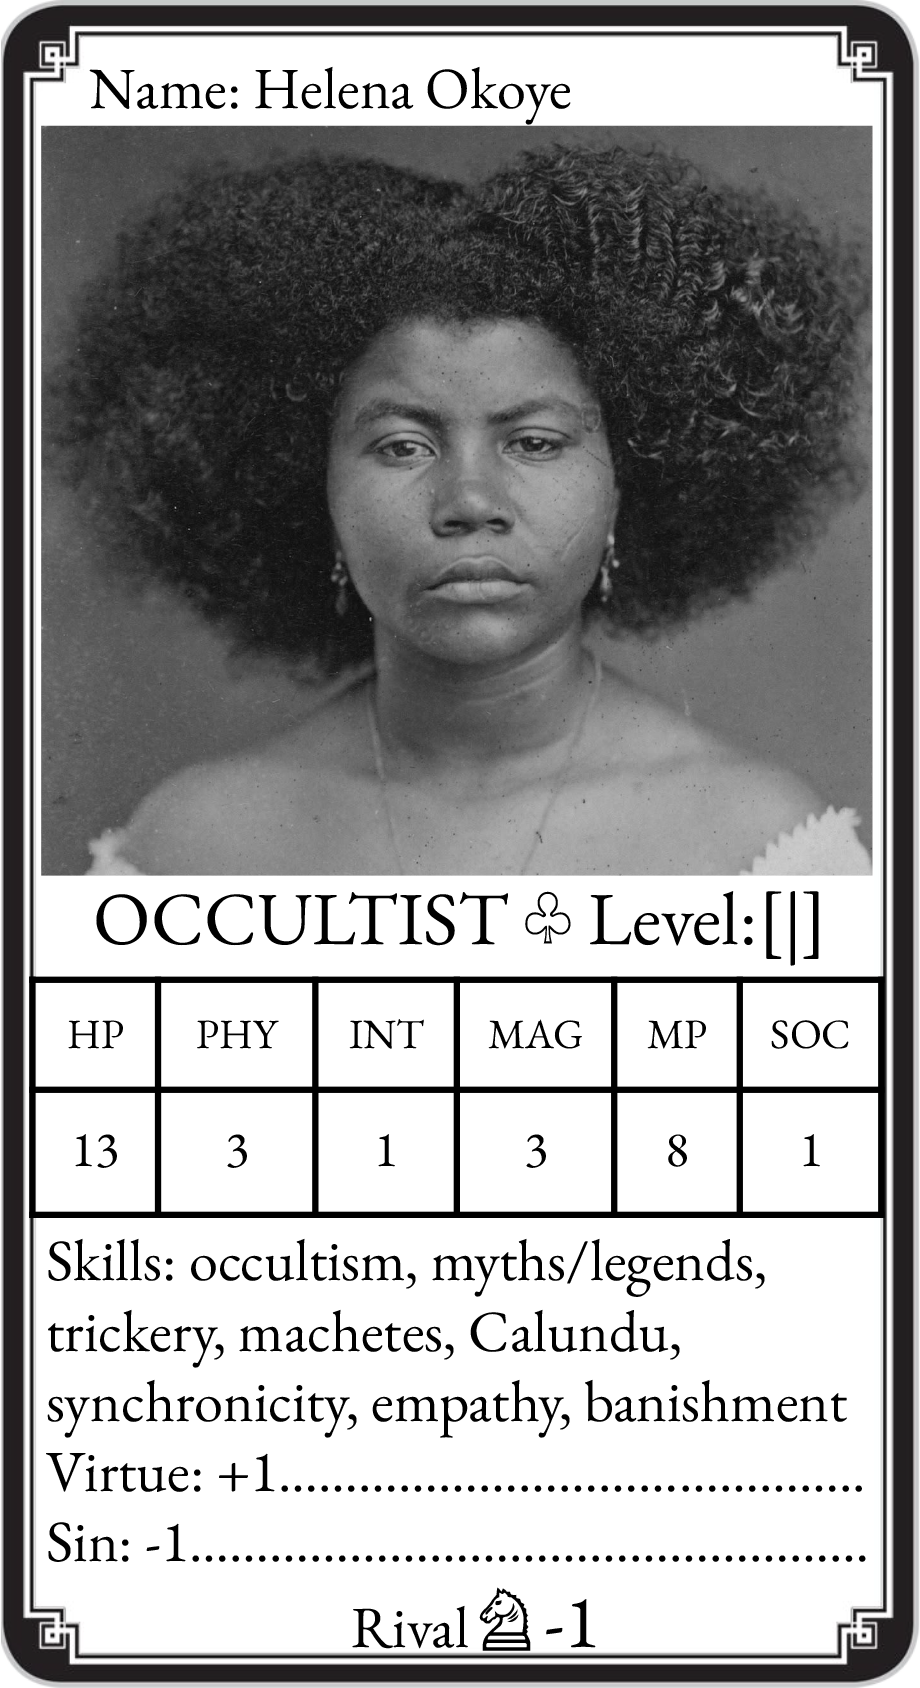 Name: Helena Okoye
OCCULTIST ♧ Level:[|]
HP PHY INT MAG MP SOC
13 3 1 3 8 1
Skills: occultism, myths/legends,
trickery, machetes, Calundu,
synchronicity, empathy, banishment
Virtue: +1............................................
Sin: -1...................................................
Rival ♘ -1